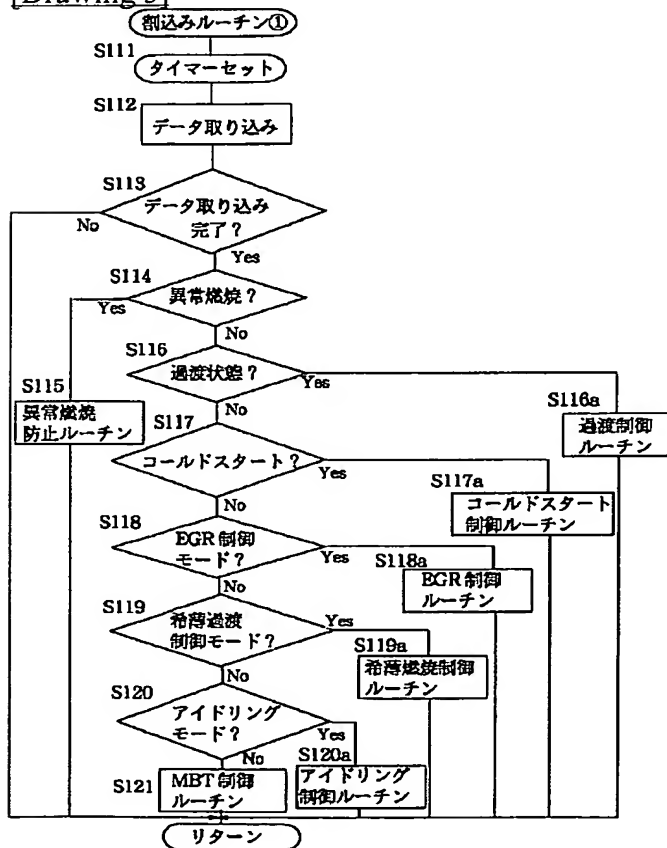 [Drawing 5]
割込みルーチン①
S111
タイマーセット
S112
データ取り込み
S113
データ取り込み
完了？
No
Yes
S114
異常燃焼？
Yes
No
S116
過渡状態？
Yes
No
S115
異常燃焼
防止ルーチン
S116a
過渡制御
ルーチン
S117
コールドスタート？
Yes
No
S117a
コールドスタート
制御ルーチン
S118
EGR制御
モード？
Yes
No
S118a
EGR制御
ルーチン
S119
希薄過渡
制御モード？
Yes
No
S119a
希薄燃焼制御
ルーチン
S120
アイドリング
モード？
Yes
No
S120a
アイドリング
制御ルーチン
S121
MBT制御
ルーチン
リターン